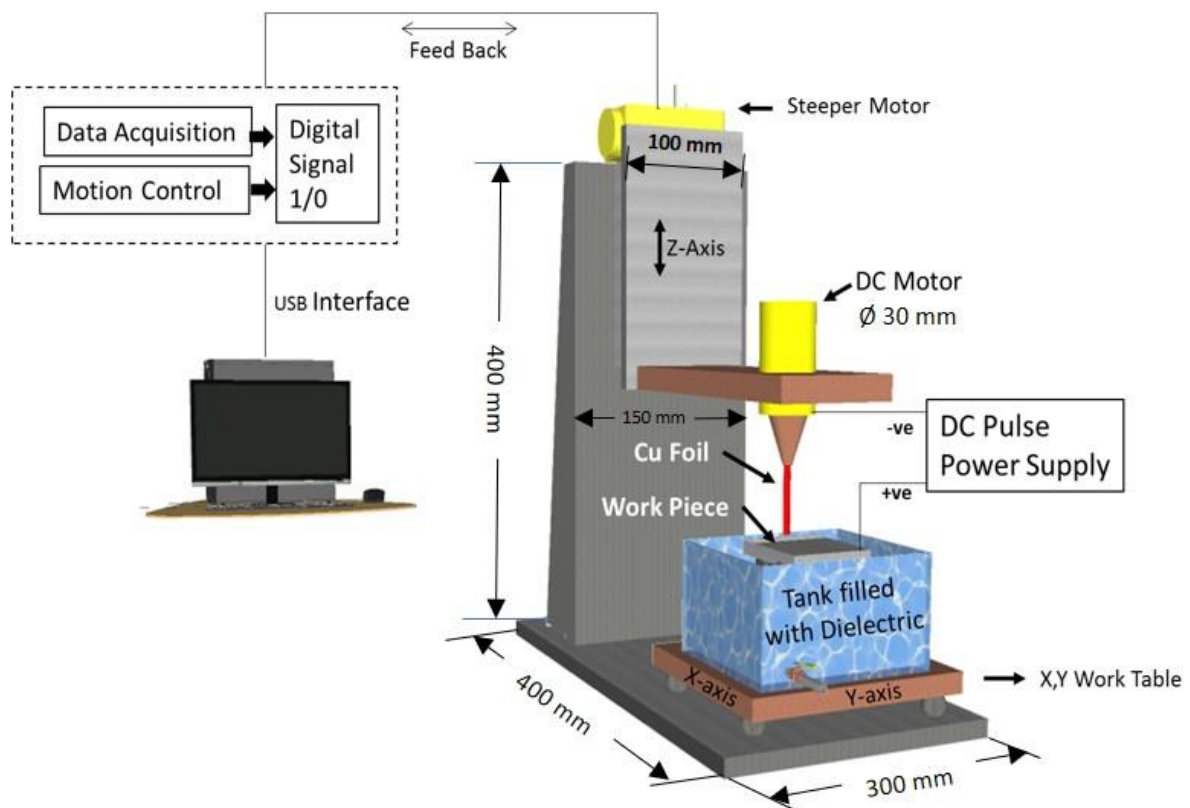 Feed Back
Data Acquisition
Motion Control
Digital
Signal
1/0
USB Interface
Steeper Motor
100 mm
Z-Axis
DC Motor
Ø 30 mm
400 mm
150 mm
-ve
DC Pulse
Power Supply
+ve
Cu Foil
Work Piece
Tank filled
with Dielectric
X-axis
Y-axis
X,Y Work Table
400 mm
300 mm